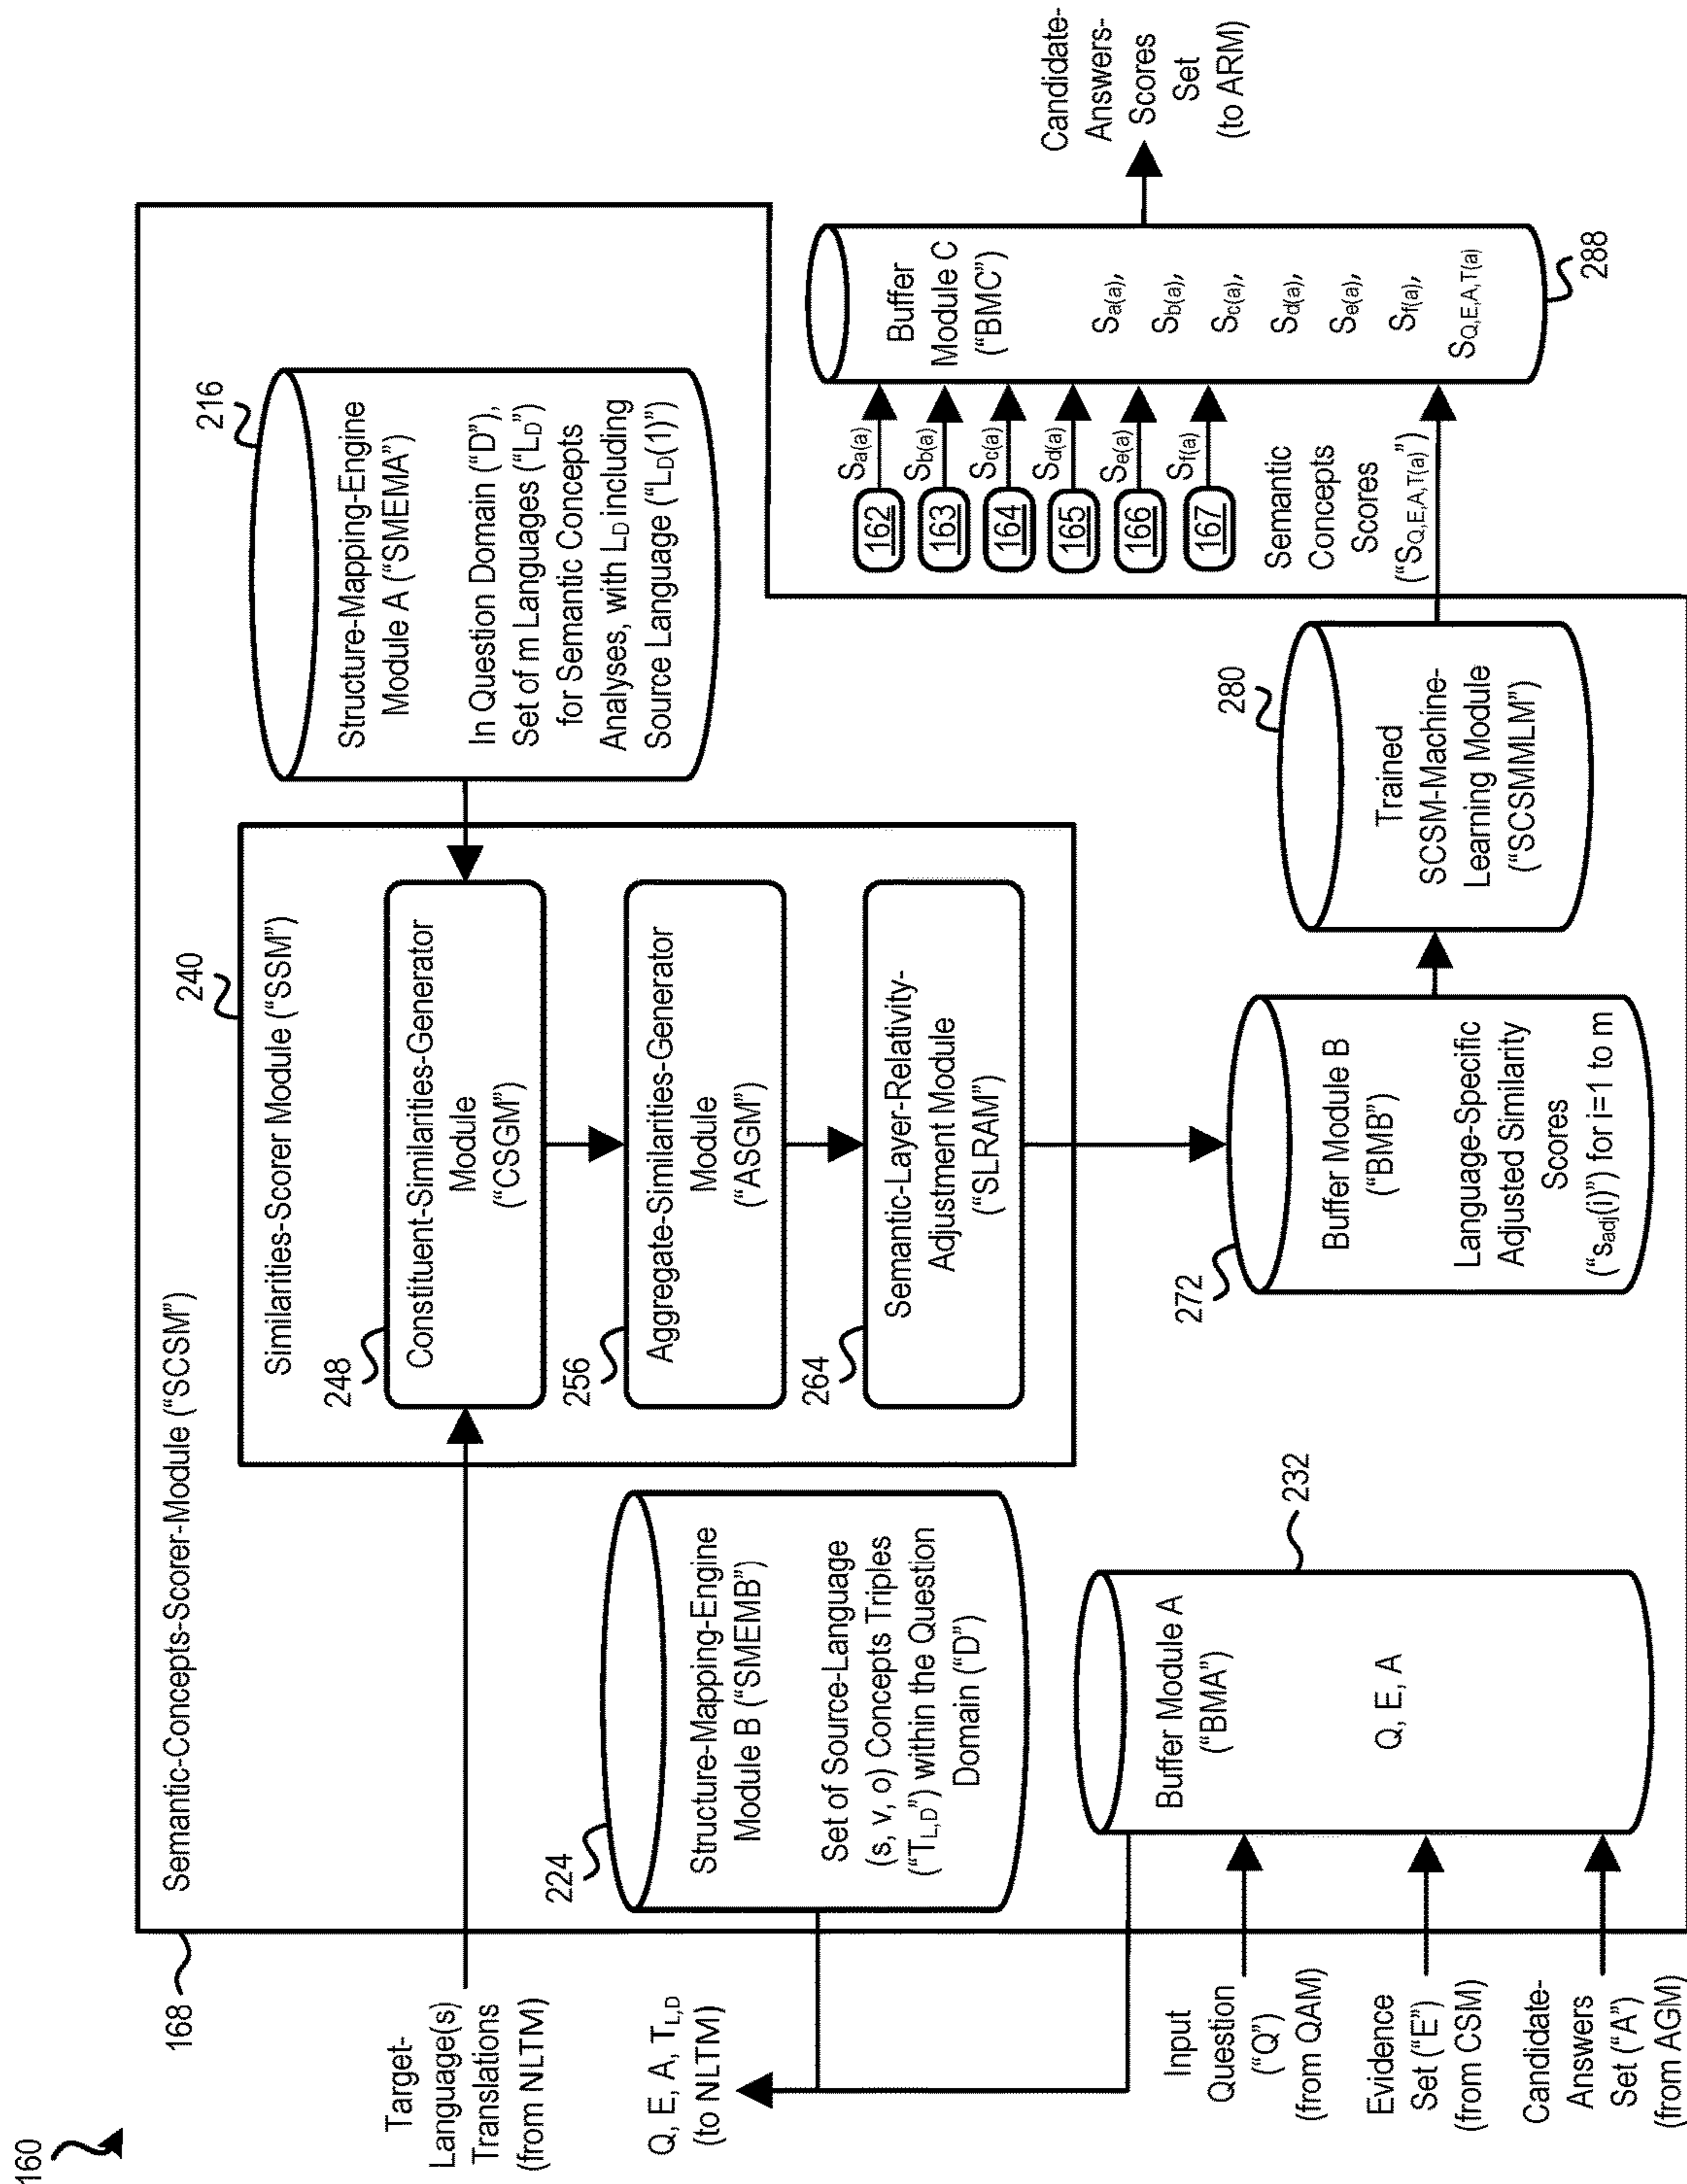 160
168
Semantic-Concepts-Scorer-Module (“SCSM”)
Target-
Language(s)
Translations
(from NLTM)
Q, E, A, T_L,D
(to NLTM)
Input
Question
(“Q”)
(from QAM)
Evidence
Set (“E”)
(from CSM)
Candidate-
Answers
Set (“A”)
(from AGM)
224
Structure-Mapping-Engine
Module B (“SMEMB”)
Set of Source-Language
(s, v, o) Concepts Triples
(“T_L,D”) within the Question
Domain (“D”)
232
Buffer Module A
(“BMA”)
Q, E, A
240
Similarities-Scorer Module (“SSM”)
248
Constituent-Similarities-Generator
Module
(“CSGM”)
256
Aggregate-Similarities-Generator
Module
(“ASGM”)
264
Semantic-Layer-Relativity-
Adjustment Module
(“SLRAM”)
216
Structure-Mapping-Engine
Module A (“SMEMA”)
In Question Domain (“D”),
Set of m Languages (“L_D”)
for Semantic Concepts
Analyses, with L_D including
Source Language (“L_D(1)”)
272
Buffer Module B
(“BMB”)
Language-Specific
Adjusted Similarity
Scores
(“s_adj(i)”) for i=1 to m
280
Trained
SCSM-Machine-
Learning Module
(“SCSMMLM”)
162
S_a(a)
163
S_b(a)
164
S_c(a)
165
S_d(a)
166
S_e(a)
167
S_f(a)
Semantic
Concepts
Scores
(“S_Q,E,A,T(a)”)
Buffer
Module C
(“BMC”)
S_a(a),
S_b(a),
S_c(a),
S_d(a),
S_e(a),
S_f(a),
S_Q,E,A,T(a)
288
Candidate-
Answers-
Scores
Set
(to ARM)